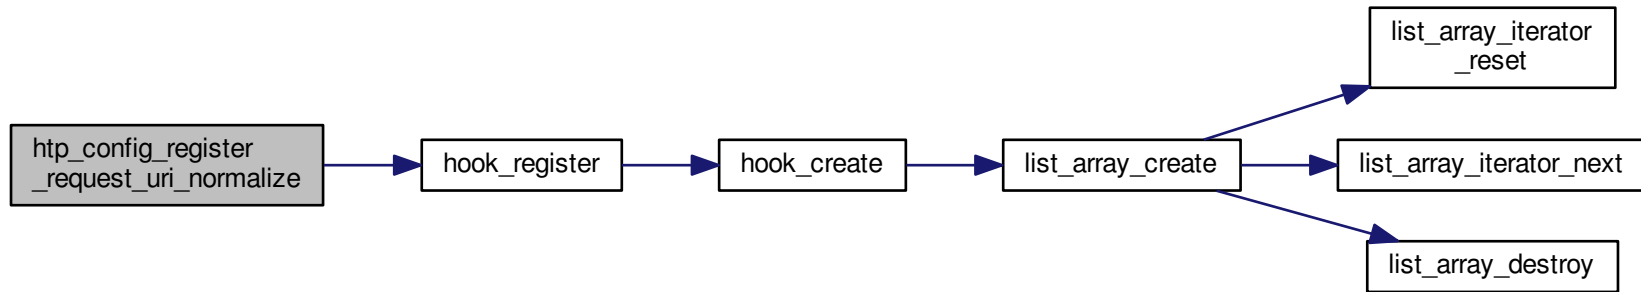 htp_config_register
_request_uri_normalize
hook_register
hook_create
list_array_create
list_array_iterator
_reset
list_array_iterator_next
list_array_destroy